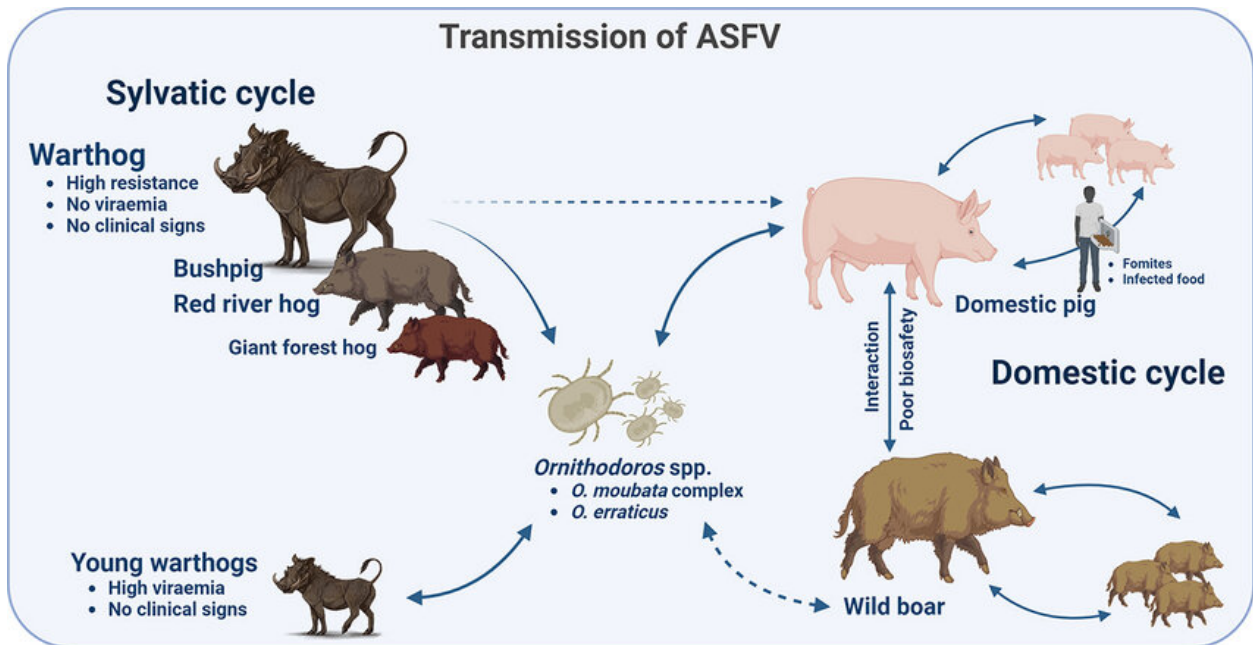 Transmission of ASFV
Sylvatic cycle
Warthog
• High resistance
• No viraemia
• No clinical signs
Bushpig
Red river hog
Giant forest hog
Ornithodoros spp.
• O. moubata complex
• O. erraticus
Young warthogs
• High viraemia
• No clinical signs
• Fomites
• Infected food
Domestic pig
Interaction
Poor biosafety
Domestic cycle
Wild boar